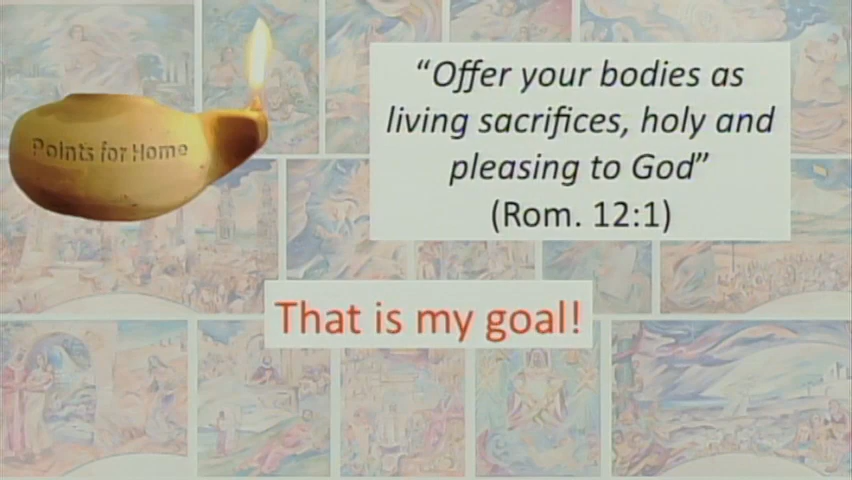 Points for Home
“Offer your bodies as
living sacrifices, holy and
pleasing to God”
(Rom. 12:1)
That is my goal!